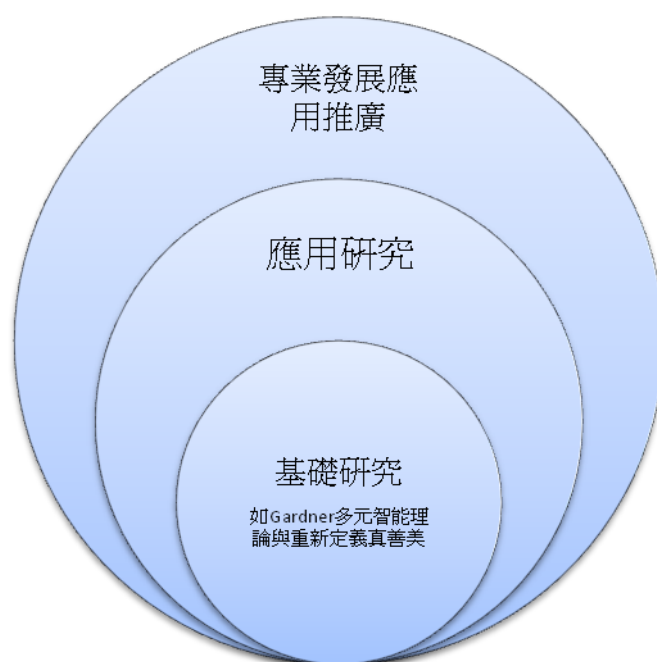 專業發展應
用推廣
應用研究
基礎研究
如Gardner多元智能理
論與重新定義真善美